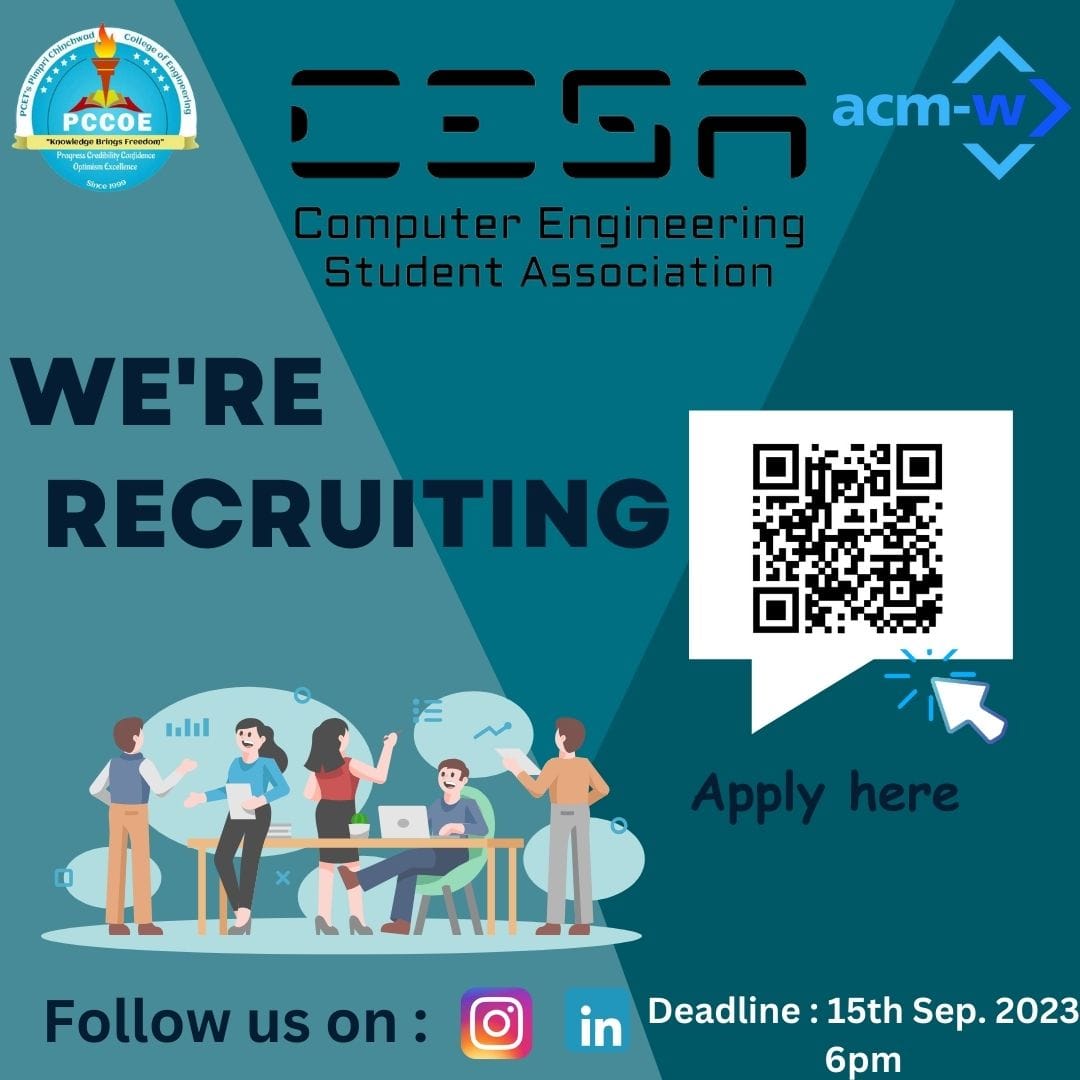 PCET's Pimpri Chinchwad College of Engineering
PCCOE
"Knowledge Brings Freedom"
Progress Credibility Confidence
Optimism Excellence
Since 1999
CESA
Computer Engineering
Student Association
acm-w
WE'RE
RECRUITING
Apply here
Follow us on :
in
Deadline : 15th Sep. 2023
6pm